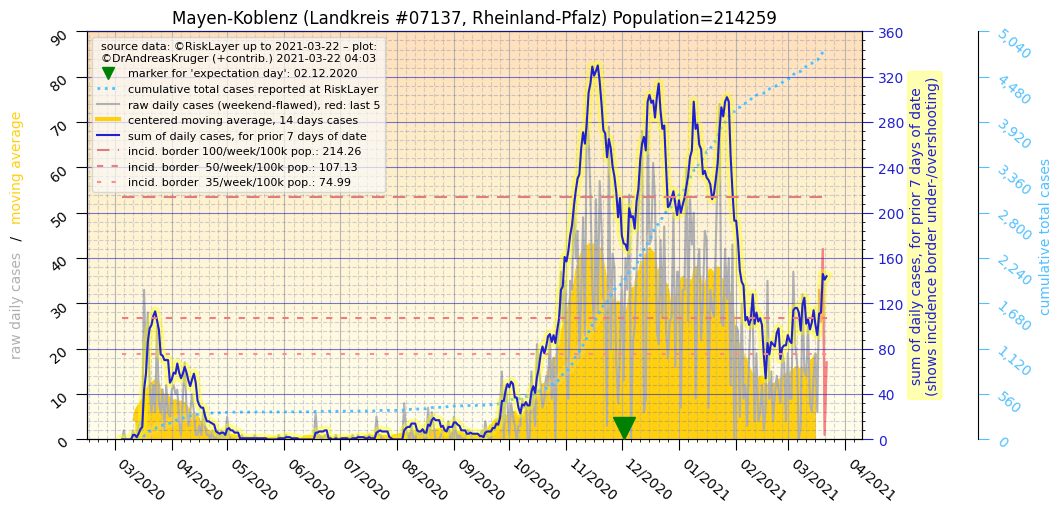 Mayen-Koblenz (Landkreis #07137, Rheinland-Pfalz) Population=214259
source data: ©RiskLayer up to 2021-03-22 – plot:
©DrAndreasKruger (+contrib.) 2021-03-22 04:03
marker for 'expectation day': 02.12.2020
cumulative total cases reported at RiskLayer
raw daily cases (weekend-flawed), red: last 5
centered moving average, 14 days cases
sum of daily cases, for prior 7 days of date
incid. border 100/week/100k pop.: 214.26
incid. border  50/week/100k pop.: 107.13
incid. border  35/week/100k pop.: 74.99
raw daily cases / moving average
90
80
70
60
50
40
30
20
10
0
03/2020
04/2020
05/2020
06/2020
07/2020
08/2020
09/2020
10/2020
11/2020
12/2020
01/2021
02/2021
03/2021
04/2021
360
320
280
240
200
160
120
80
40
0
sum of daily cases, for prior 7 days of date
(shows incidence border under-/overshooting)
5,040
4,480
3,920
3,360
2,800
2,240
1,680
1,120
560
0
cumulative total cases